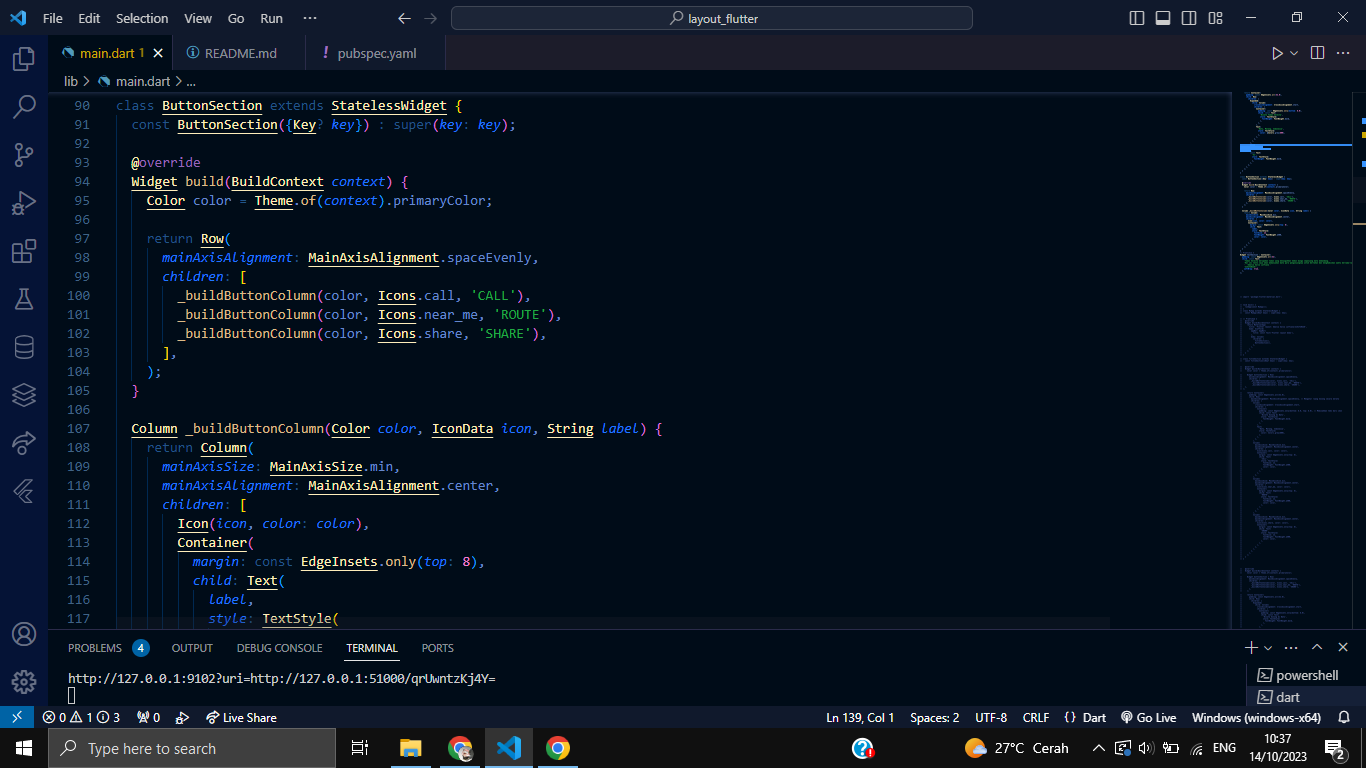 File Edit Selection View Go Run ··· layout_flutter
main.dart 1 README.md pubspec.yaml
lib > main.dart > ...
90 class ButtonSection extends StatelessWidget {
91 const ButtonSection({Key? key}) : super(key: key);
92
93 @override
94 Widget build(BuildContext context) {
95 Color color = Theme.of(context).primaryColor;
96
97 return Row(
98 mainAxisAlignment: MainAxisAlignment.spaceEvenly,
99 children: [
100 _buildButtonColumn(color, Icons.call, 'CALL'),
101 _buildButtonColumn(color, Icons.near_me, 'ROUTE'),
102 _buildButtonColumn(color, Icons.share, 'SHARE'),
103 ],
104 );
105 }
106
107 Column _buildButtonColumn(Color color, IconData icon, String label) {
108 return Column(
109 mainAxisSize: MainAxisSize.min,
110 mainAxisAlignment: MainAxisAlignment.center,
111 children: [
112 Icon(icon, color: color),
113 Container(
114 margin: const EdgeInsets.only(top: 8),
115 child: Text(
116 label,
117 style: TextStyle(
PROBLEMS 4 OUTPUT DEBUG CONSOLE TERMINAL PORTS
http://127.0.0.1:9102?uri=http://127.0.0.1:51000/qrUwntzKj4Y=
powershell
dart
0 1 3 0 Live Share Ln 139, Col 1 Spaces: 2 UTF-8 CRLF {} Dart Go Live Windows (windows-x64)
Type here to search 27°C Cerah ENG 10:37
14/10/2023 2